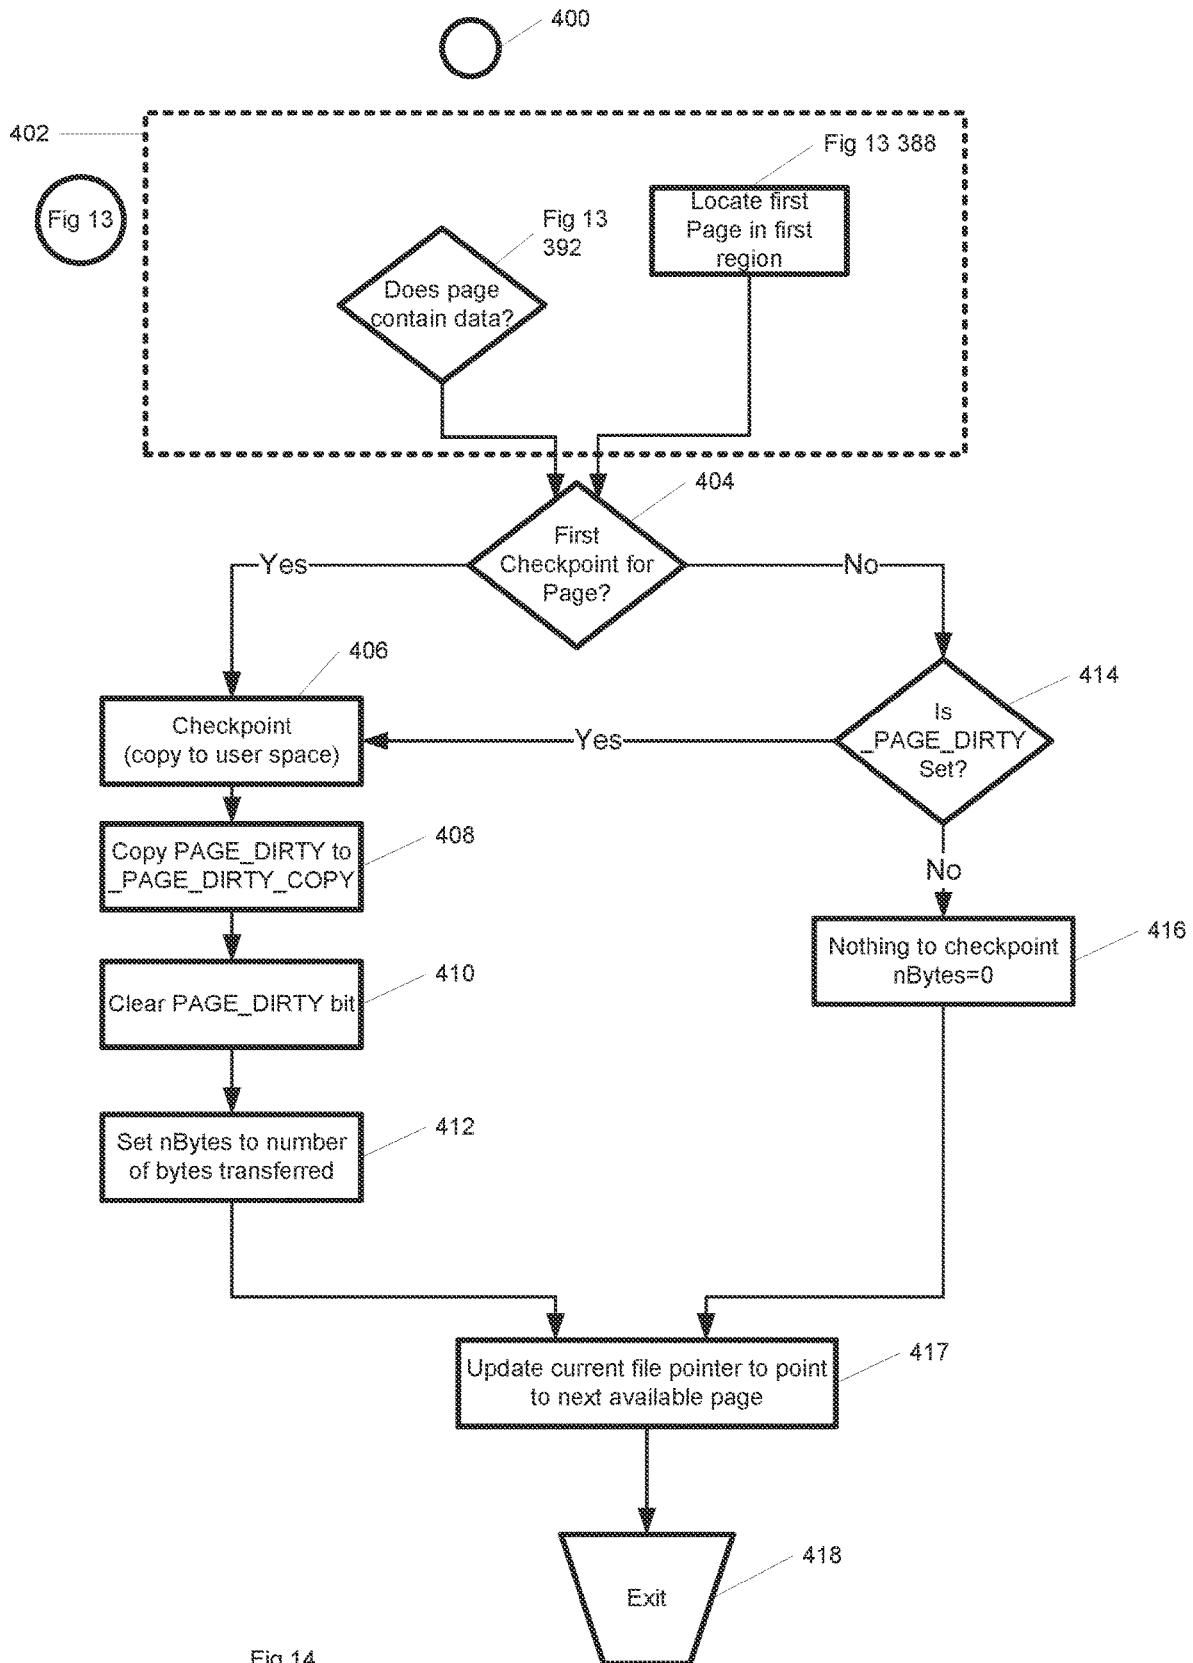 400
402
Fig 13 388
Fig 13
Locate first
Page in first
region
Fig 13
392
Does page
contain data?
404
First
Checkpoint for
Page?
Yes
No
406
414
Checkpoint
(copy to user space)
Is
_PAGE_DIRTY
Set?
Yes
408
Copy PAGE_DIRTY to
_PAGE_DIRTY_COPY
No
416
Nothing to checkpoint
nBytes=0
410
Clear PAGE_DIRTY bit
412
Set nBytes to number
of bytes transferred
417
Update current file pointer to point
to next available page
418
Exit
Fig 14